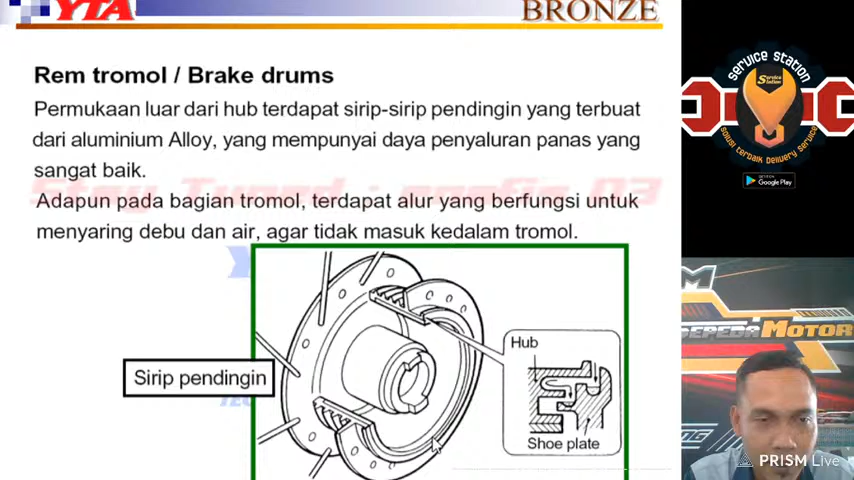 YTA
BRONZE
Rem tromol / Brake drums
Permukaan luar dari hub terdapat sirip-sirip pendingin yang terbuat
dari aluminium Alloy, yang mempunyai daya penyaluran panas yang
sangat baik.
Adapun pada bagian tromol, terdapat alur yang berfungsi untuk
menyaring debu dan air, agar tidak masuk kedalam tromol.
Sirip pendingin
Hub
Shoe plate
service station
Service Station
solusi terbaik Delivery service
GET IT ON
Google Play
SEPEDA MOTOR
PRISM Live